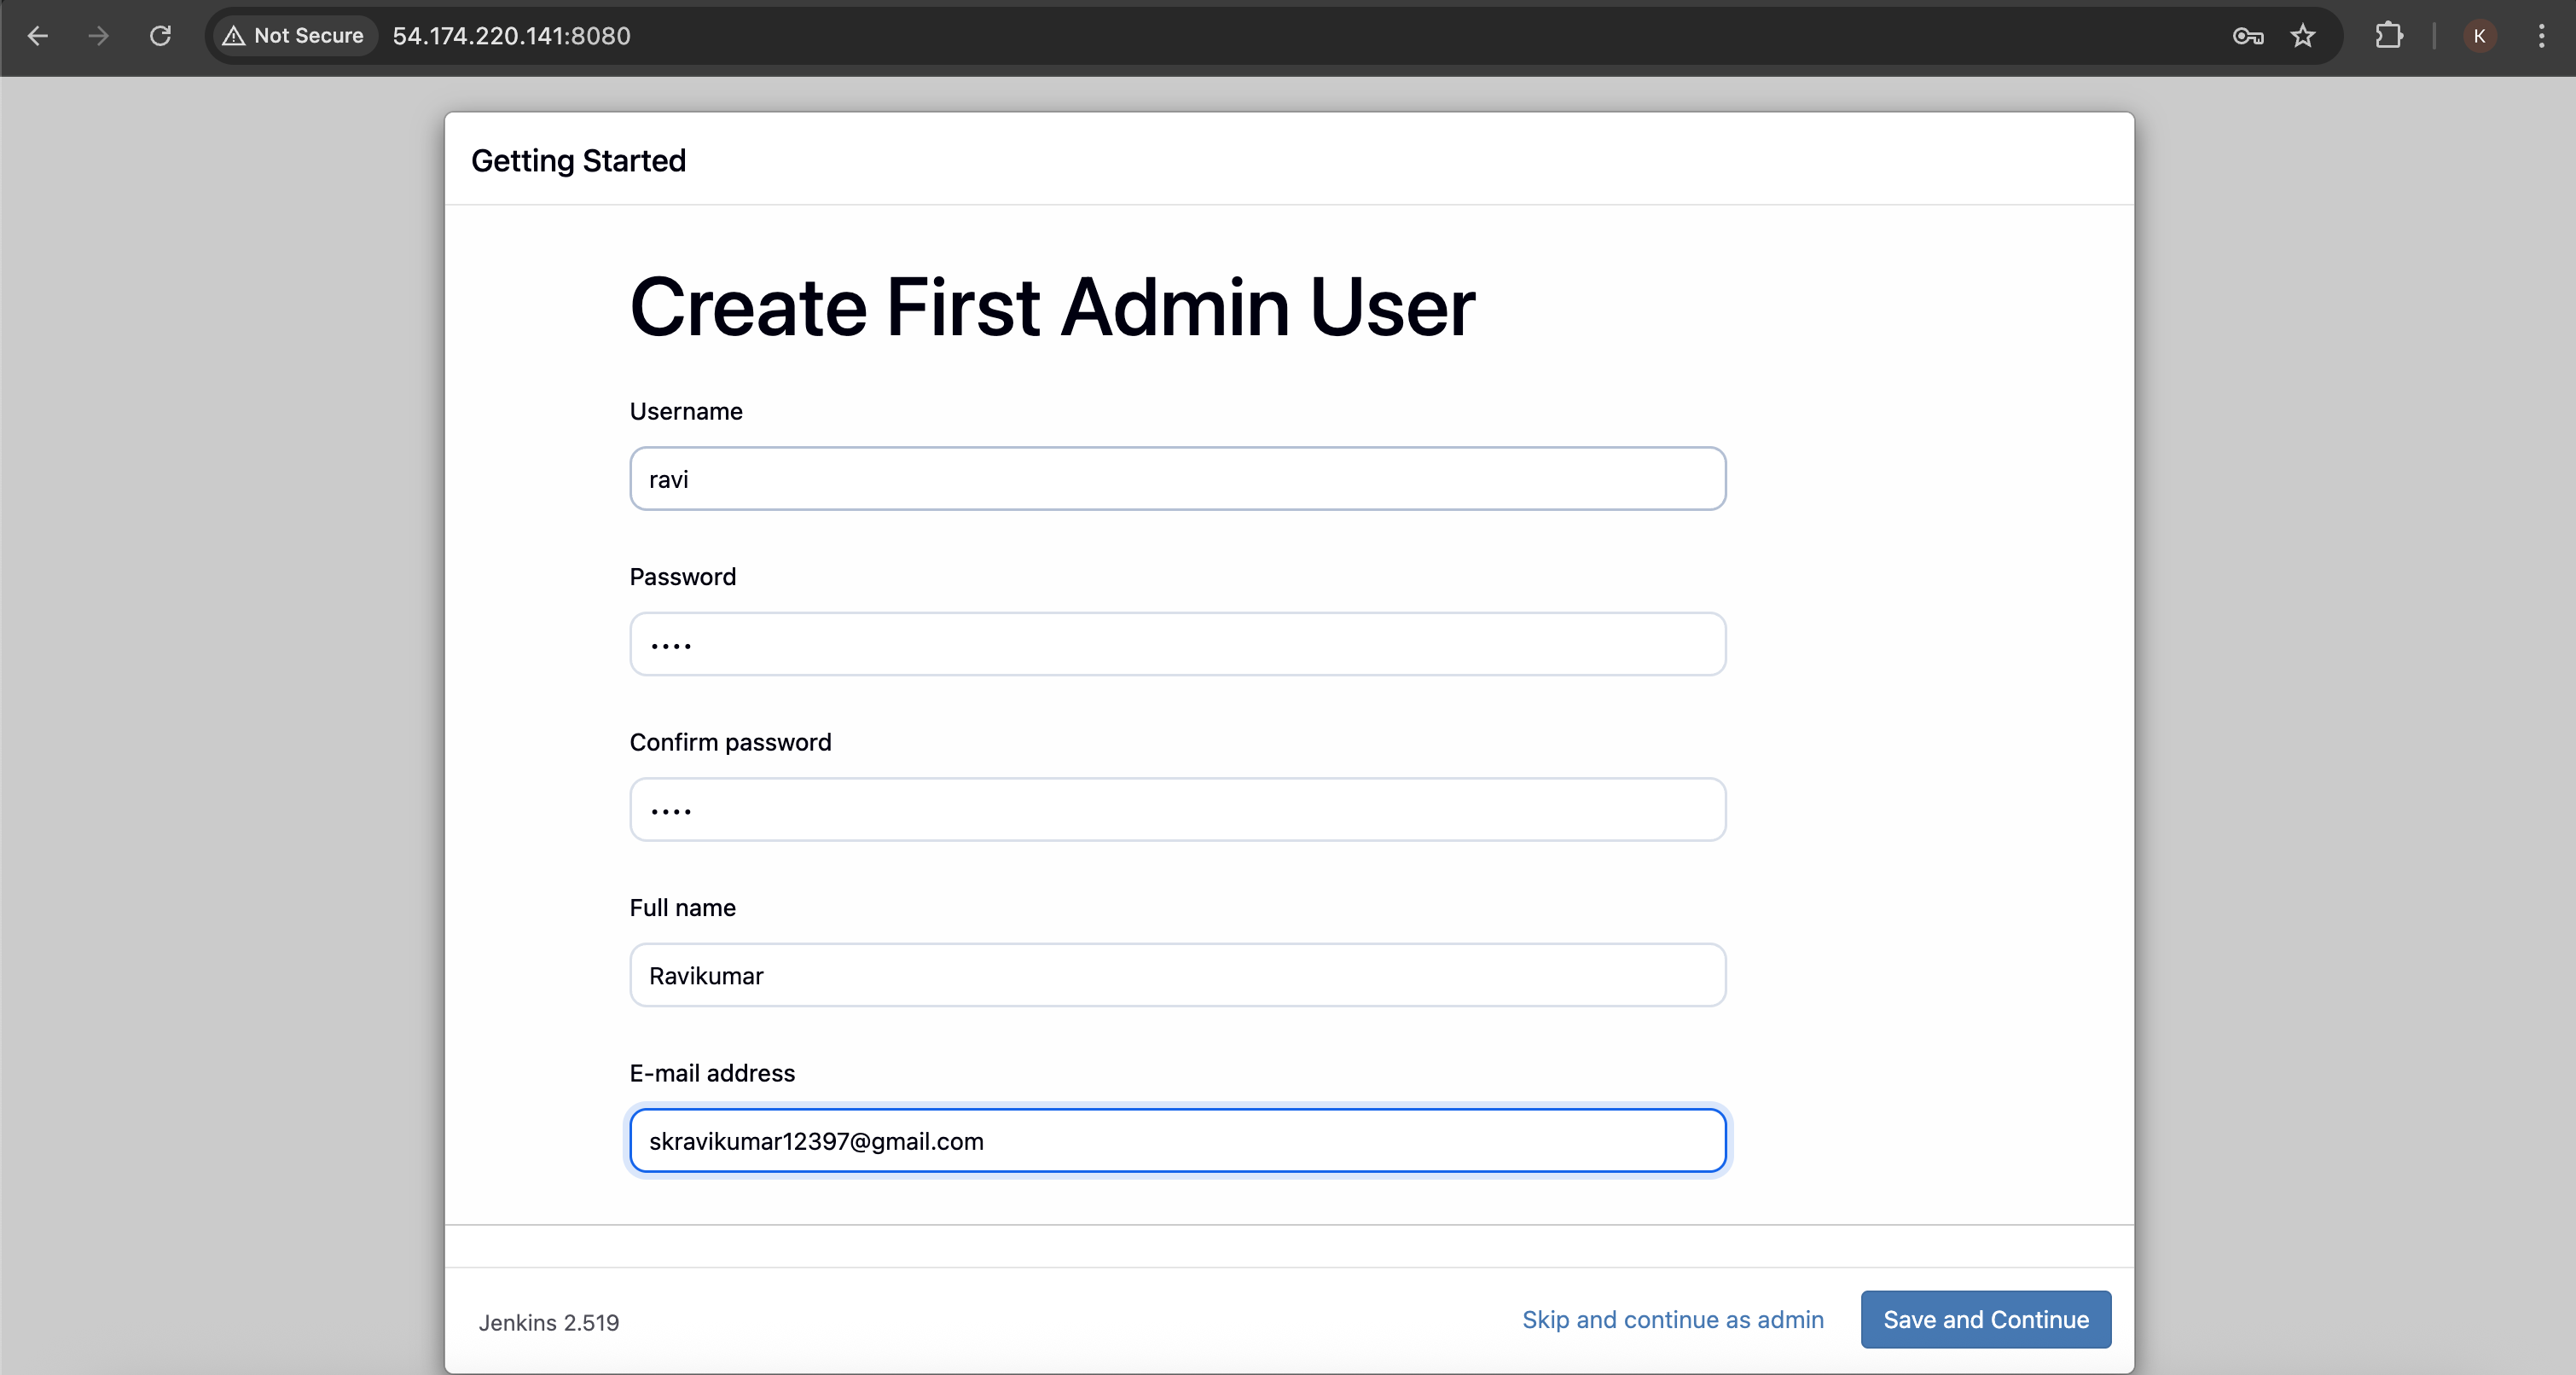 Not Secure 54.174.220.141:8080 K
Getting Started
Create First Admin User
Username
ravi
Password
••••
Confirm password
••••
Full name
Ravikumar
E-mail address
skravikumar12397@gmail.com
Jenkins 2.519 Skip and continue as admin Save and Continue